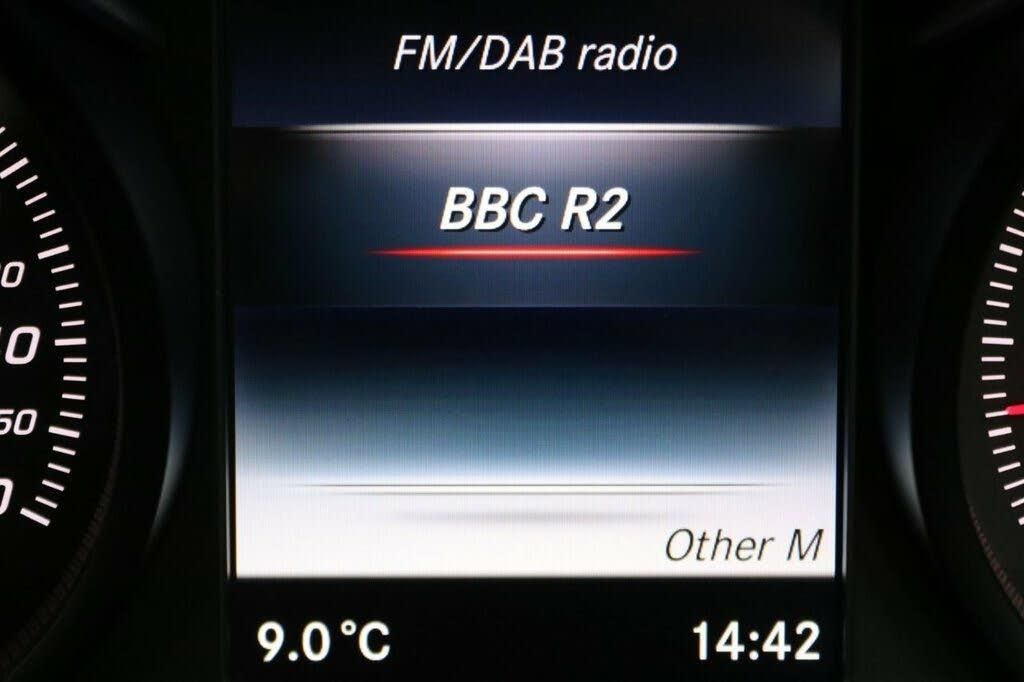 FM/DAB radio
BBC R2
Other M
9.0°C
14:42